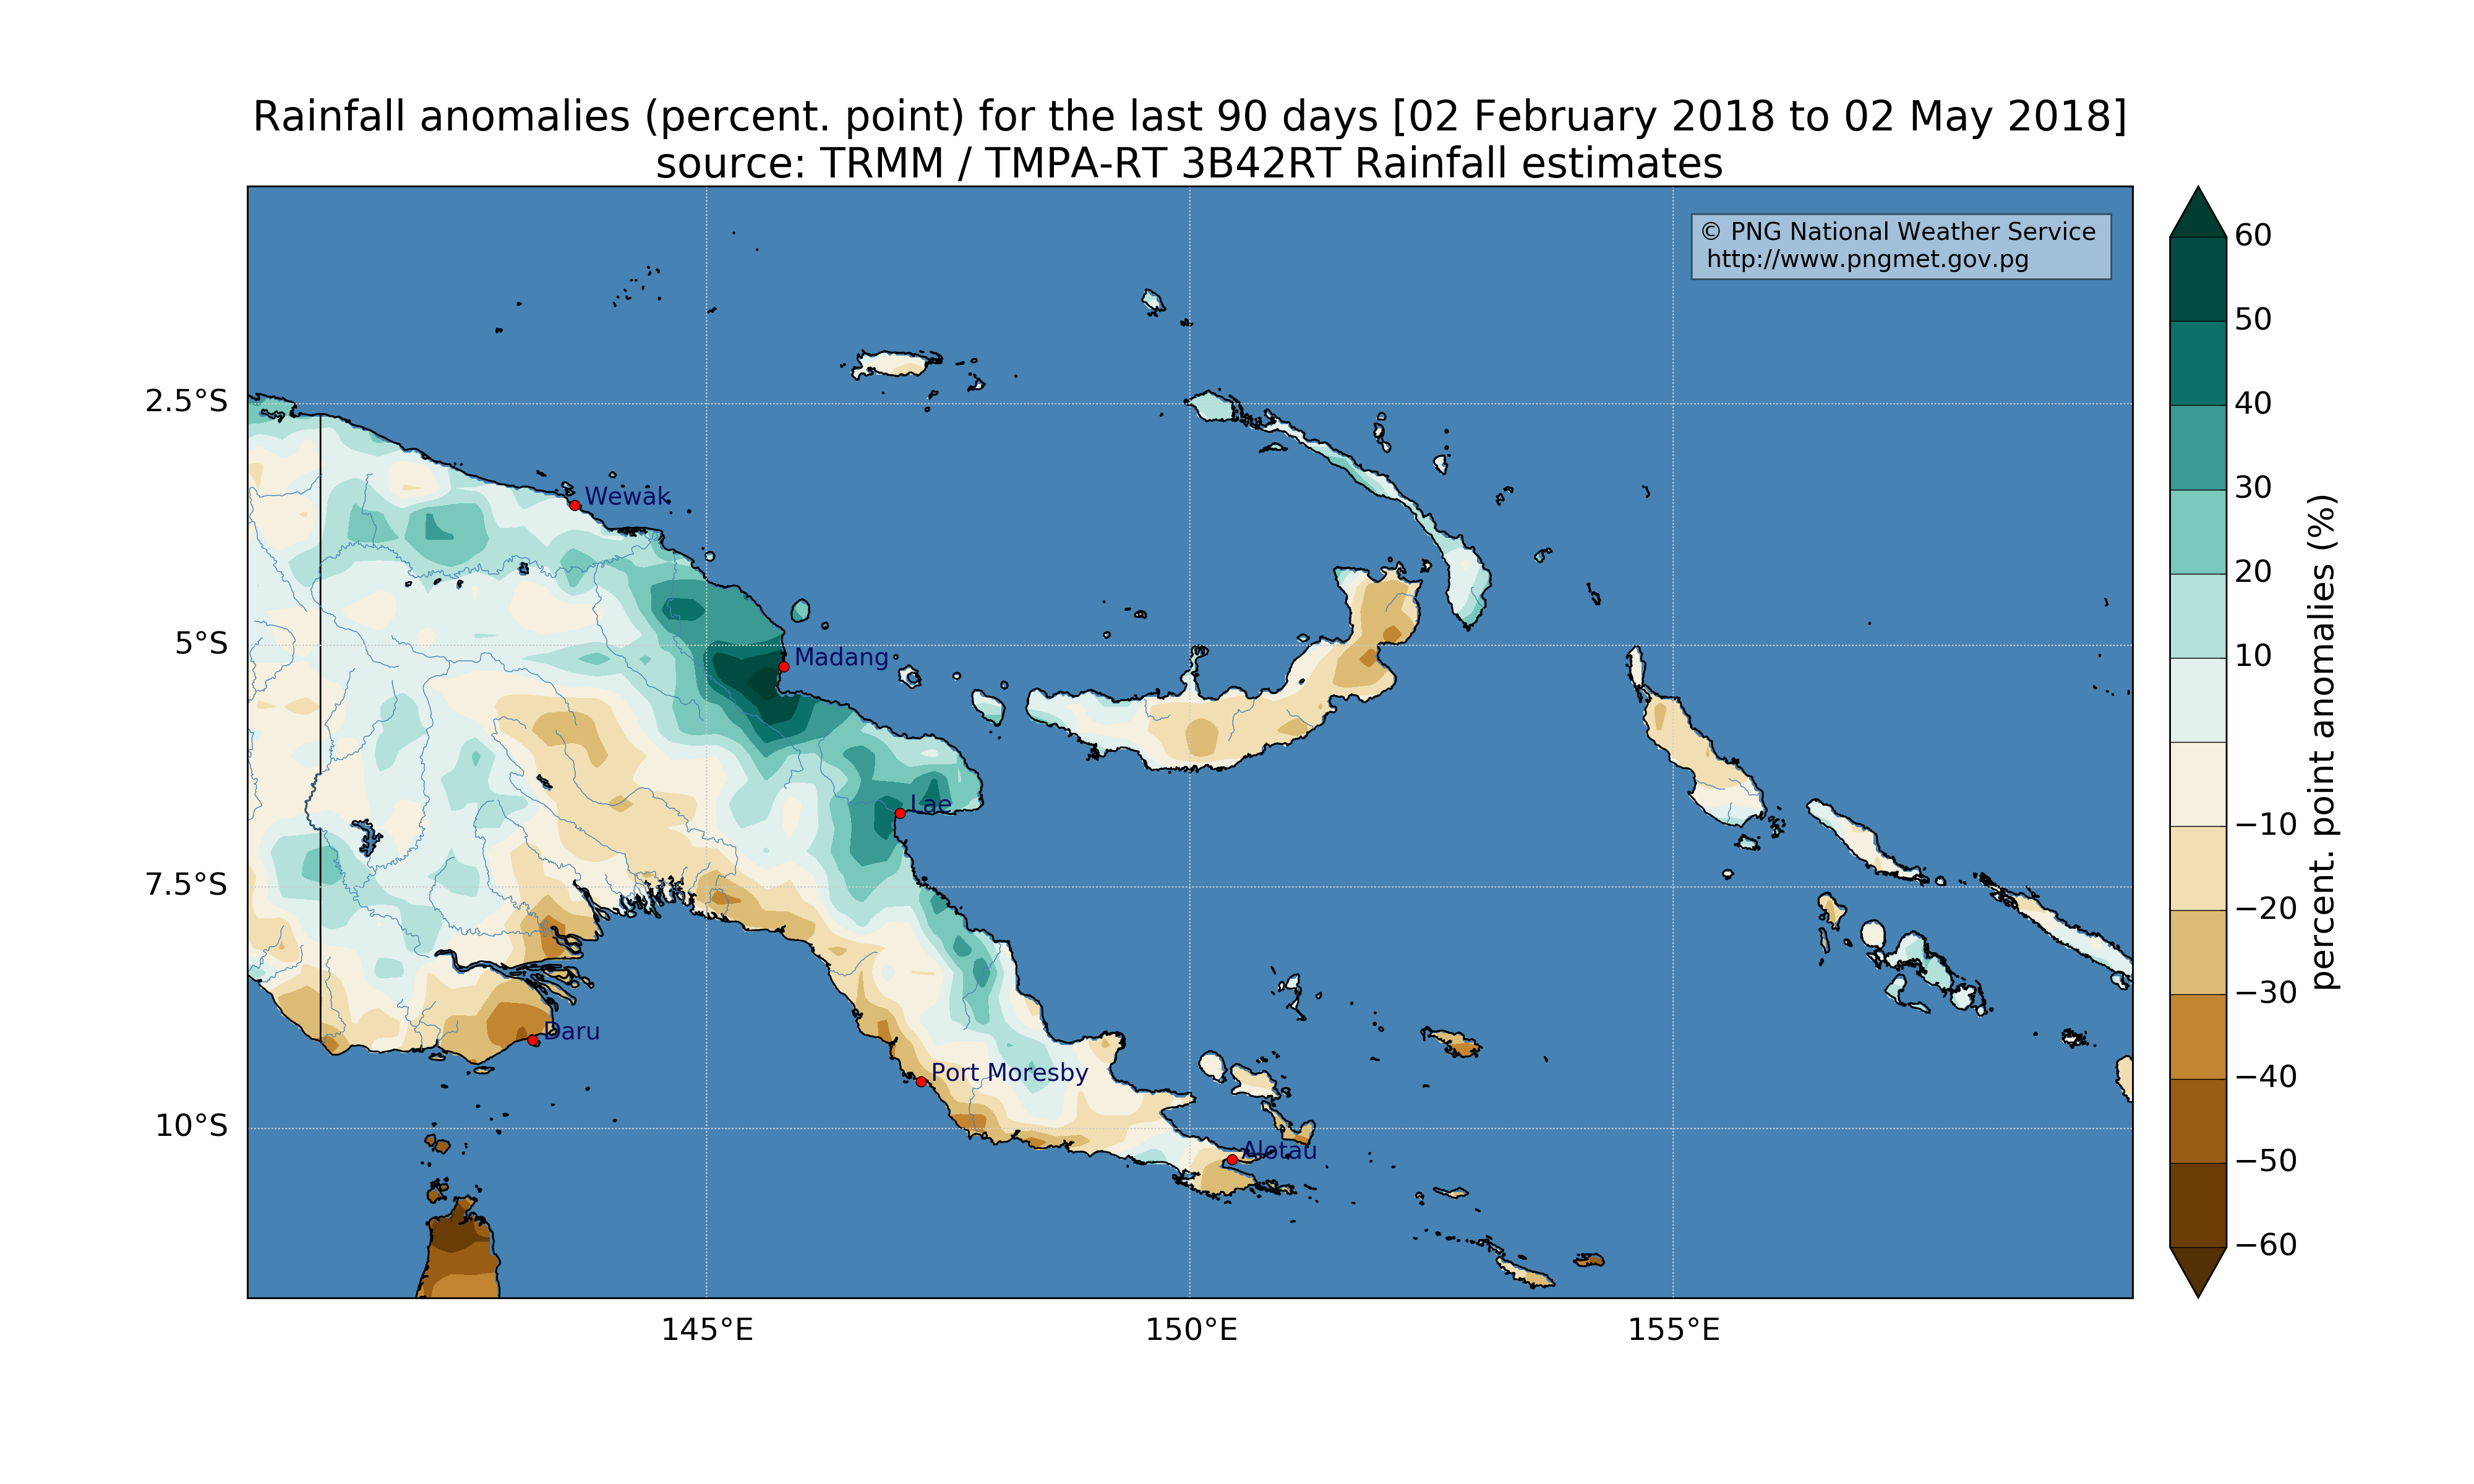 Rainfall anomalies (percent. point) for the last 90 days [02 February 2018 to 02 May 2018]
source: TRMM / TMPA-RT 3B42RT Rainfall estimates
© PNG National Weather Service
http://www.pngmet.gov.pg
2.5°S
5°S
7.5°S
10°S
Wewak
Madang
Lae
Daru
Port Moresby
Alotau
145°E
150°E
155°E
60
50
40
30
20
10
−10
−20
−30
−40
−50
−60
percent. point anomalies (%)